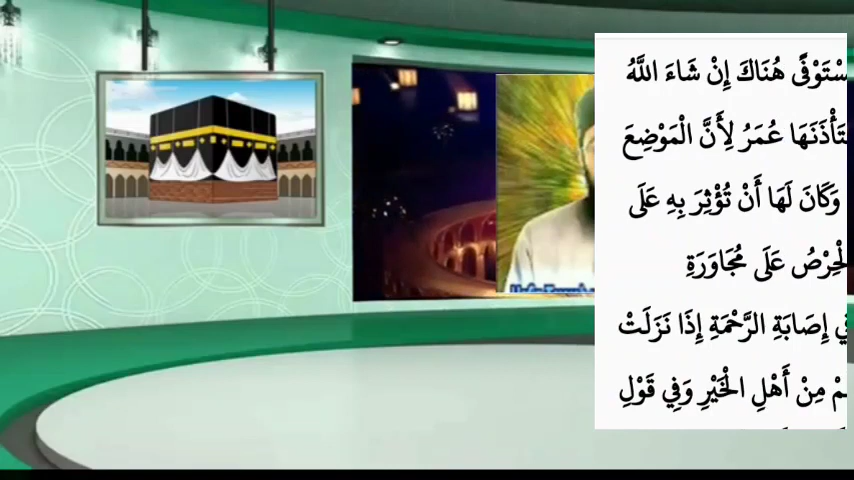 هُنَاكَ إِنْ شَاءَ اللَّهُ
عُمَرُ لِأَنَّ الْمَوْضِعَ
وَكَانَ لَهَا أَنْ تُؤْثِرَ بِهِ عَلَى
عَلَى مُجَاوَرَةِ
إِصَابَةِ الرَّحْمَةِ إِذَا نَزَلَتْ
مِنْ أَهْلِ الْخَيْرِ وَفِي قَوْلِ